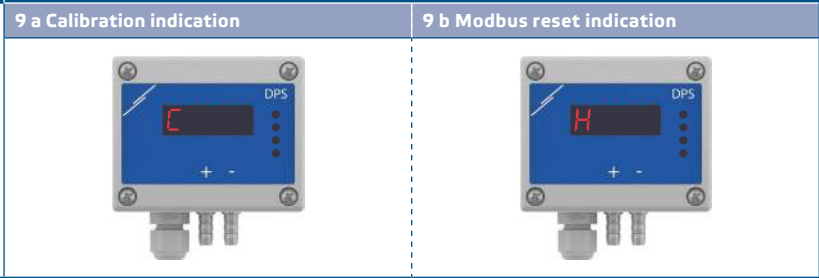 9 a Calibration indication
9 b Modbus reset indication
DPS
C
+ -
DPS
H
+ -